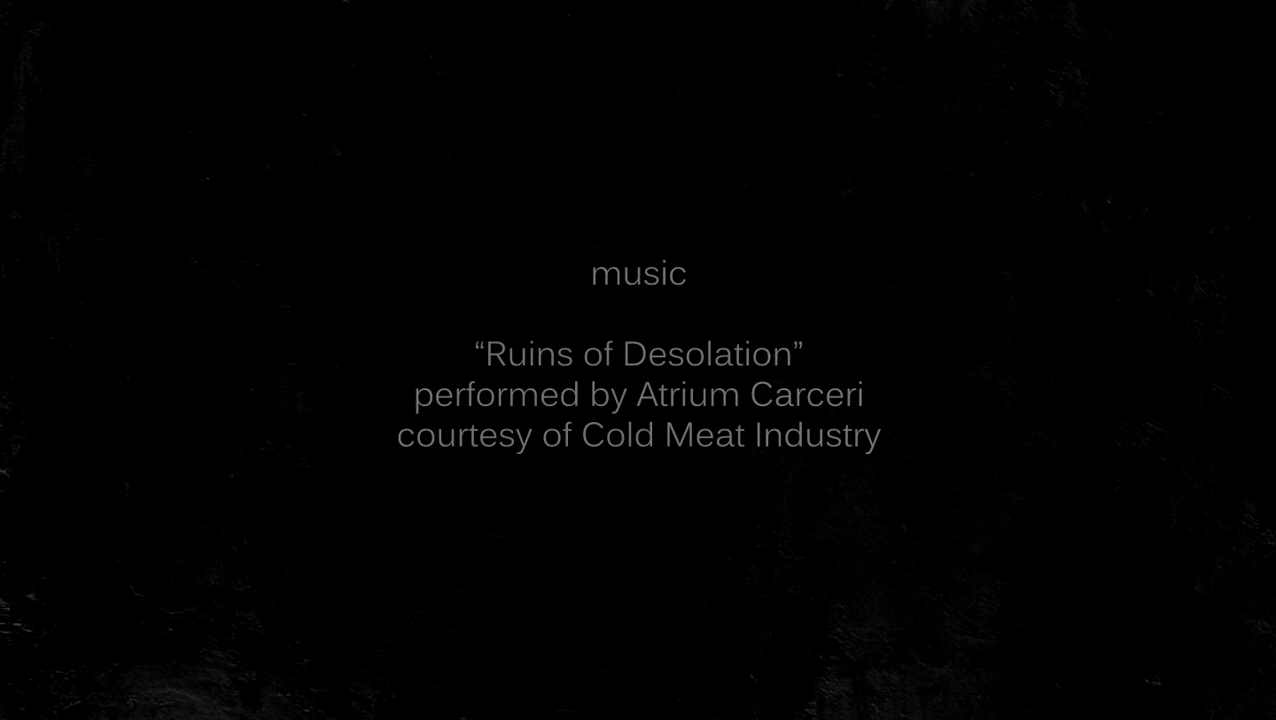 music
“Ruins of Desolation”
performed by Atrium Carceri
courtesy of Cold Meat Industry